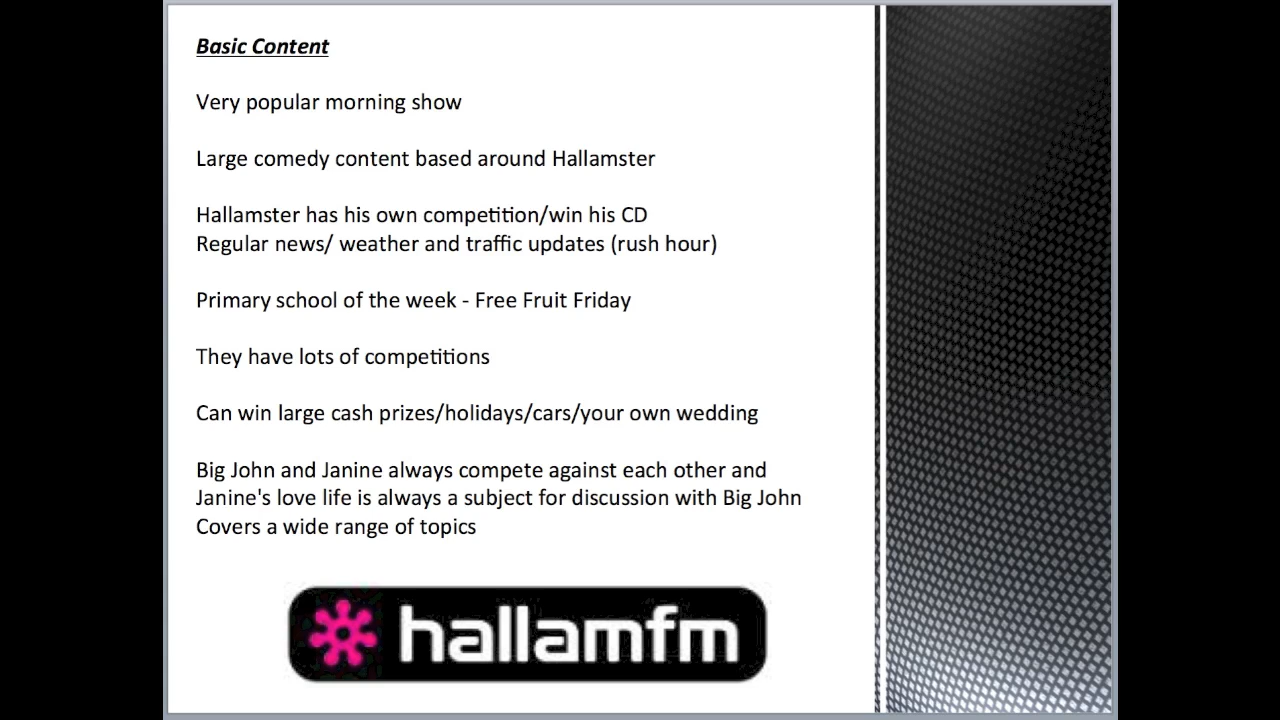 Basic Content
Very popular morning show
Large comedy content based around Hallamster
Hallamster has his own competition/win his CD
Regular news/ weather and traffic updates (rush hour)
Primary school of the week - Free Fruit Friday
They have lots of competitions
Can win large cash prizes/holidays/cars/your own wedding
Big John and Janine always compete against each other and
Janine's love life is always a subject for discussion with Big John
Covers a wide range of topics
hallamfm